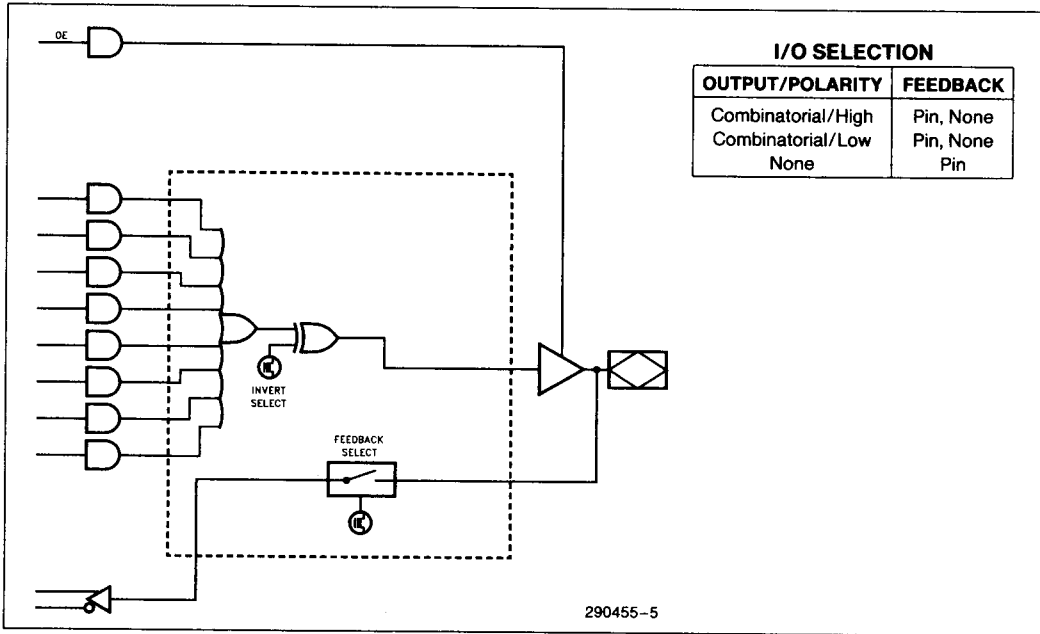 OE
I/O SELECTION
OUTPUT/POLARITY FEEDBACK
Combinatorial/High Pin, None
Combinatorial/Low Pin, None
None Pin
INVERT
SELECT
FEEDBACK
SELECT
290455-5